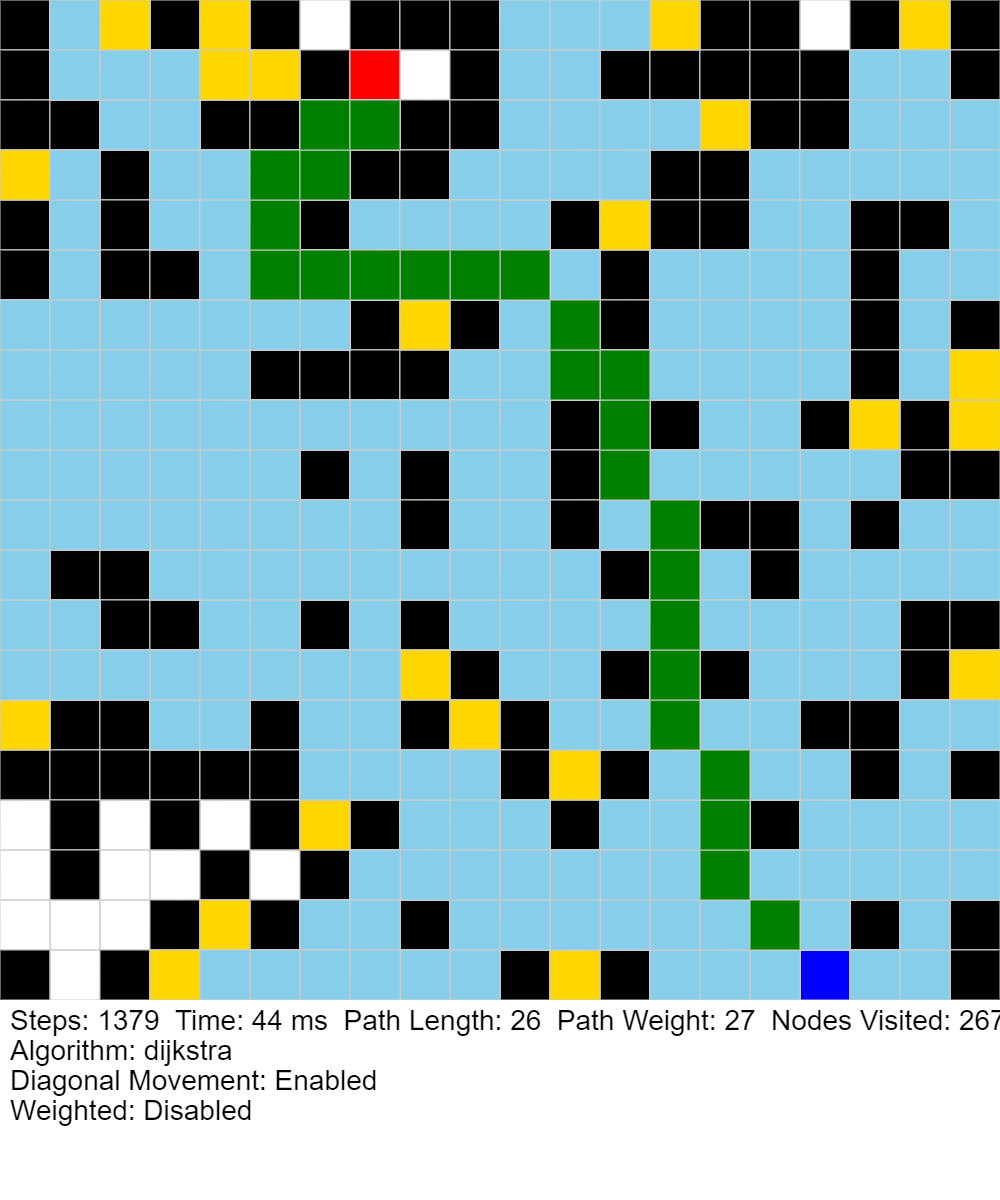 Steps: 1379 Time: 44 ms Path Length: 26 Path Weight: 27 Nodes Visited: 267
Algorithm: dijkstra
Diagonal Movement: Enabled
Weighted: Disabled